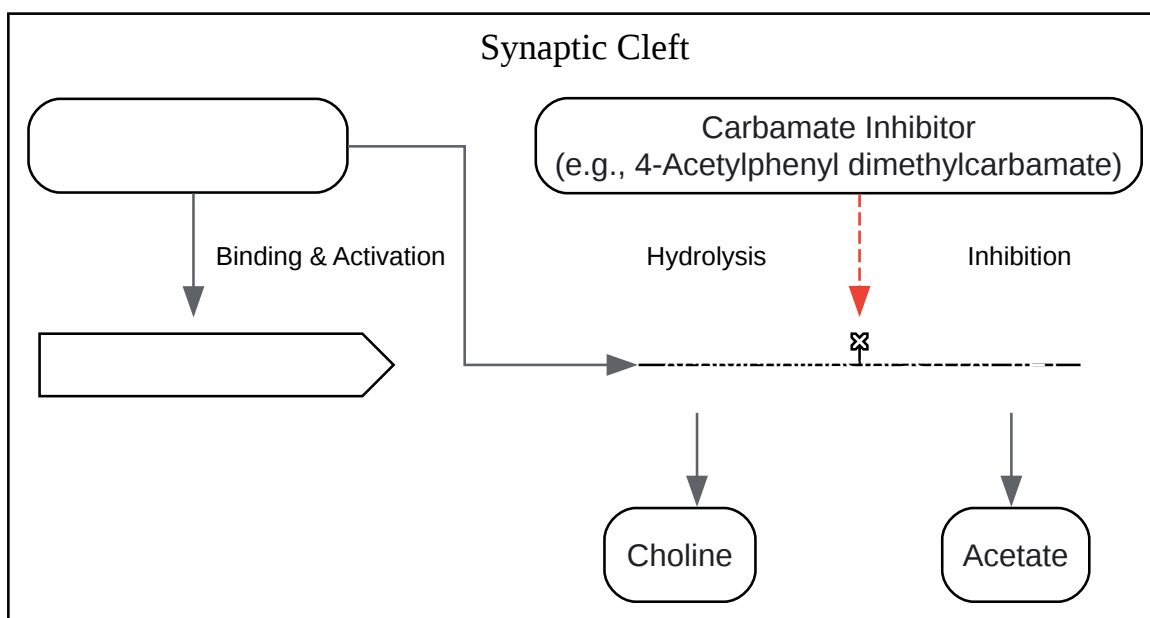 Synaptic Cleft
Carbamate Inhibitor
(e.g., 4-Acetylphenyl dimethylcarbamate)
Binding & Activation
Hydrolysis
Inhibition
Choline
Acetate